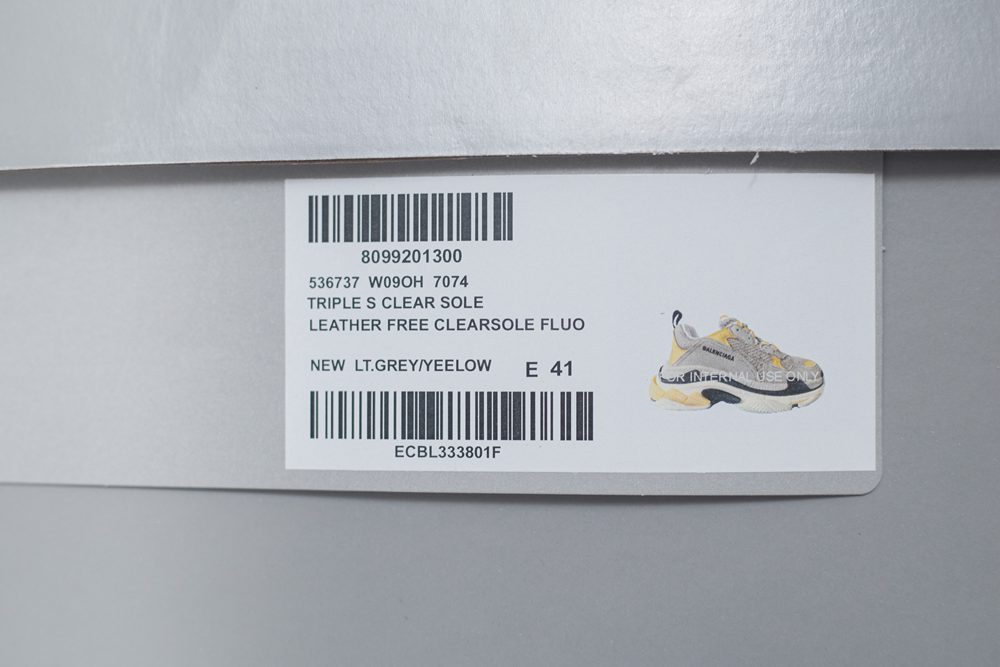 8099201300
536737 W09OH 7074
TRIPLE S CLEAR SOLE
LEATHER FREE CLEARSOLE FLUO
NEW LT.GREY/YEELOW E 41
ECBL333801F
BALENCIAGA
FOR INTERNAL USE ONLY